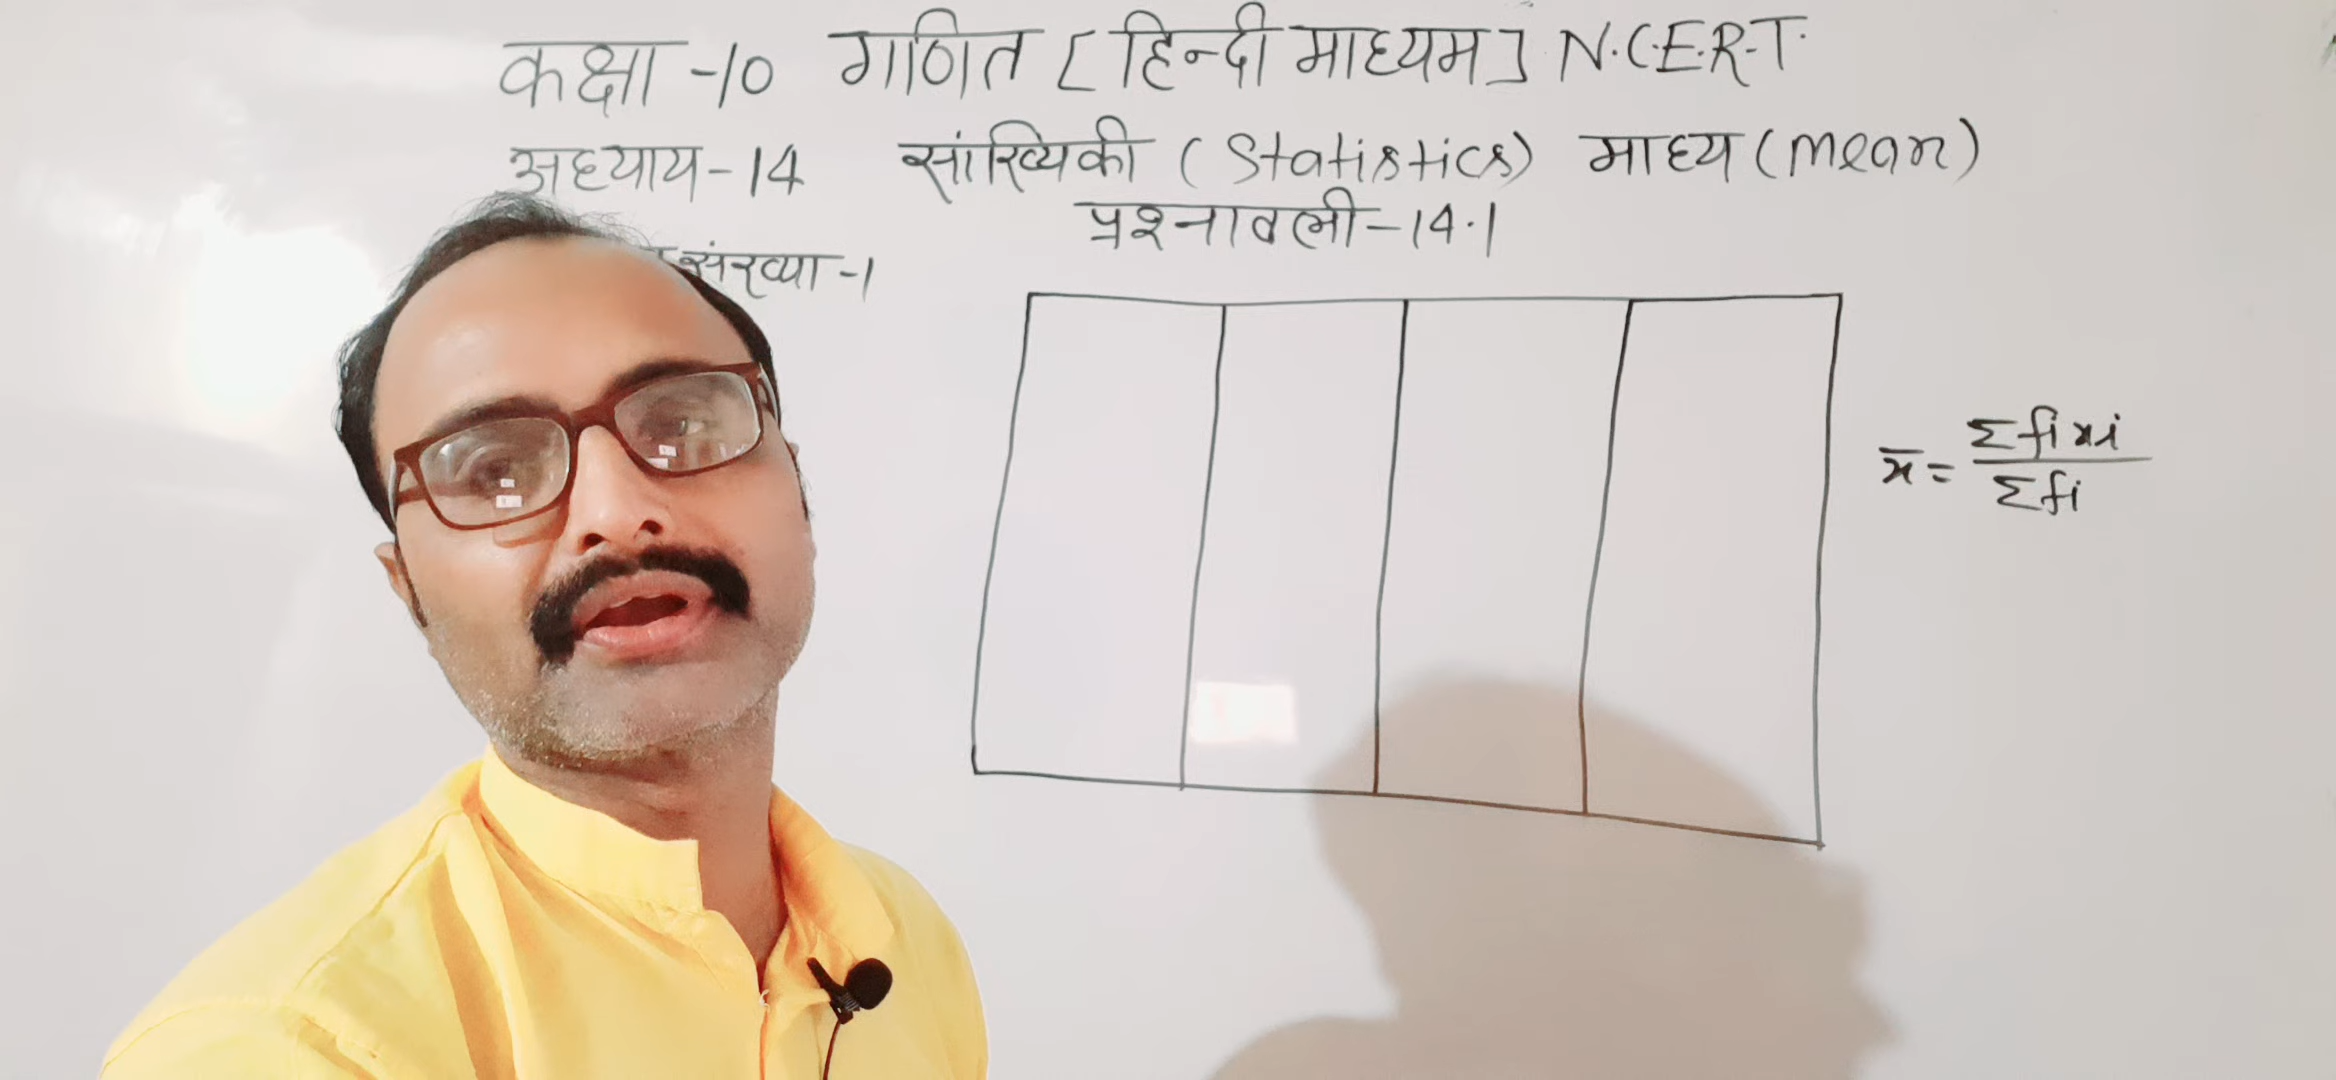 कक्षा -10 गणित [हिन्दी माध्यम] N.C.E.R.T.
अध्याय-14 सांख्यिकी (Statistics) माध्य (mean)
प्रश्नावली-14.1
संख्या-1
x̄ = Σfixi / Σfi